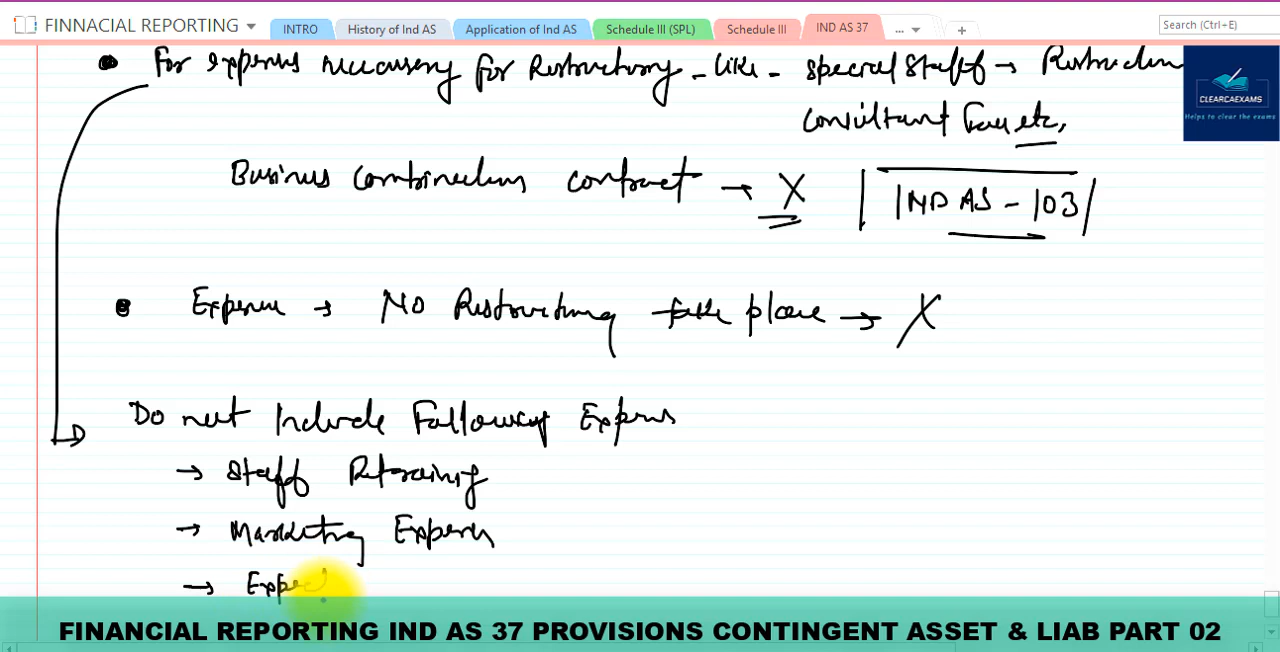 FINNACIAL REPORTING
INTRO
History of Ind AS
Application of Ind AS
Schedule III (SPL)
Schedule III
IND AS 37
...
Search (Ctrl+E)
For expenses necessary for Restructuring - like - special staff → Restructure
CLEARCAEXAMS
Helps to clear the exams
Consultant etc,
Business Combination contract → X | IND AS - 103 |
Expense → NO Restructuring take place → X
Do not Include Following Expenses
→ Staff Retraining
→ Marketing Expenses
→ Expec
FINANCIAL REPORTING IND AS 37 PROVISIONS CONTINGENT ASSET & LIAB PART 02